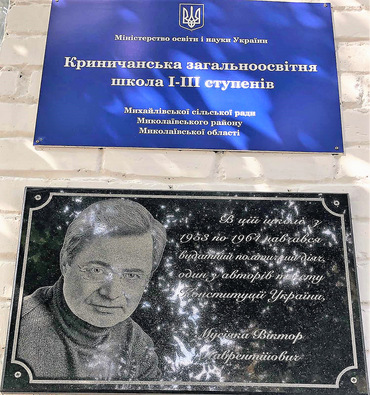 Міністерство освіти і науки України
Криничанська загальноосвітня
школа І-ІІІ ступенів
Михайлівської сільської ради
Миколаївського району
Миколаївської області
В цій школі з
1953 по 1961 навчався
видатний політичний діяч,
один з авторів тексту
Конституції України,
Мусіяка Віктор
Лаврентійович